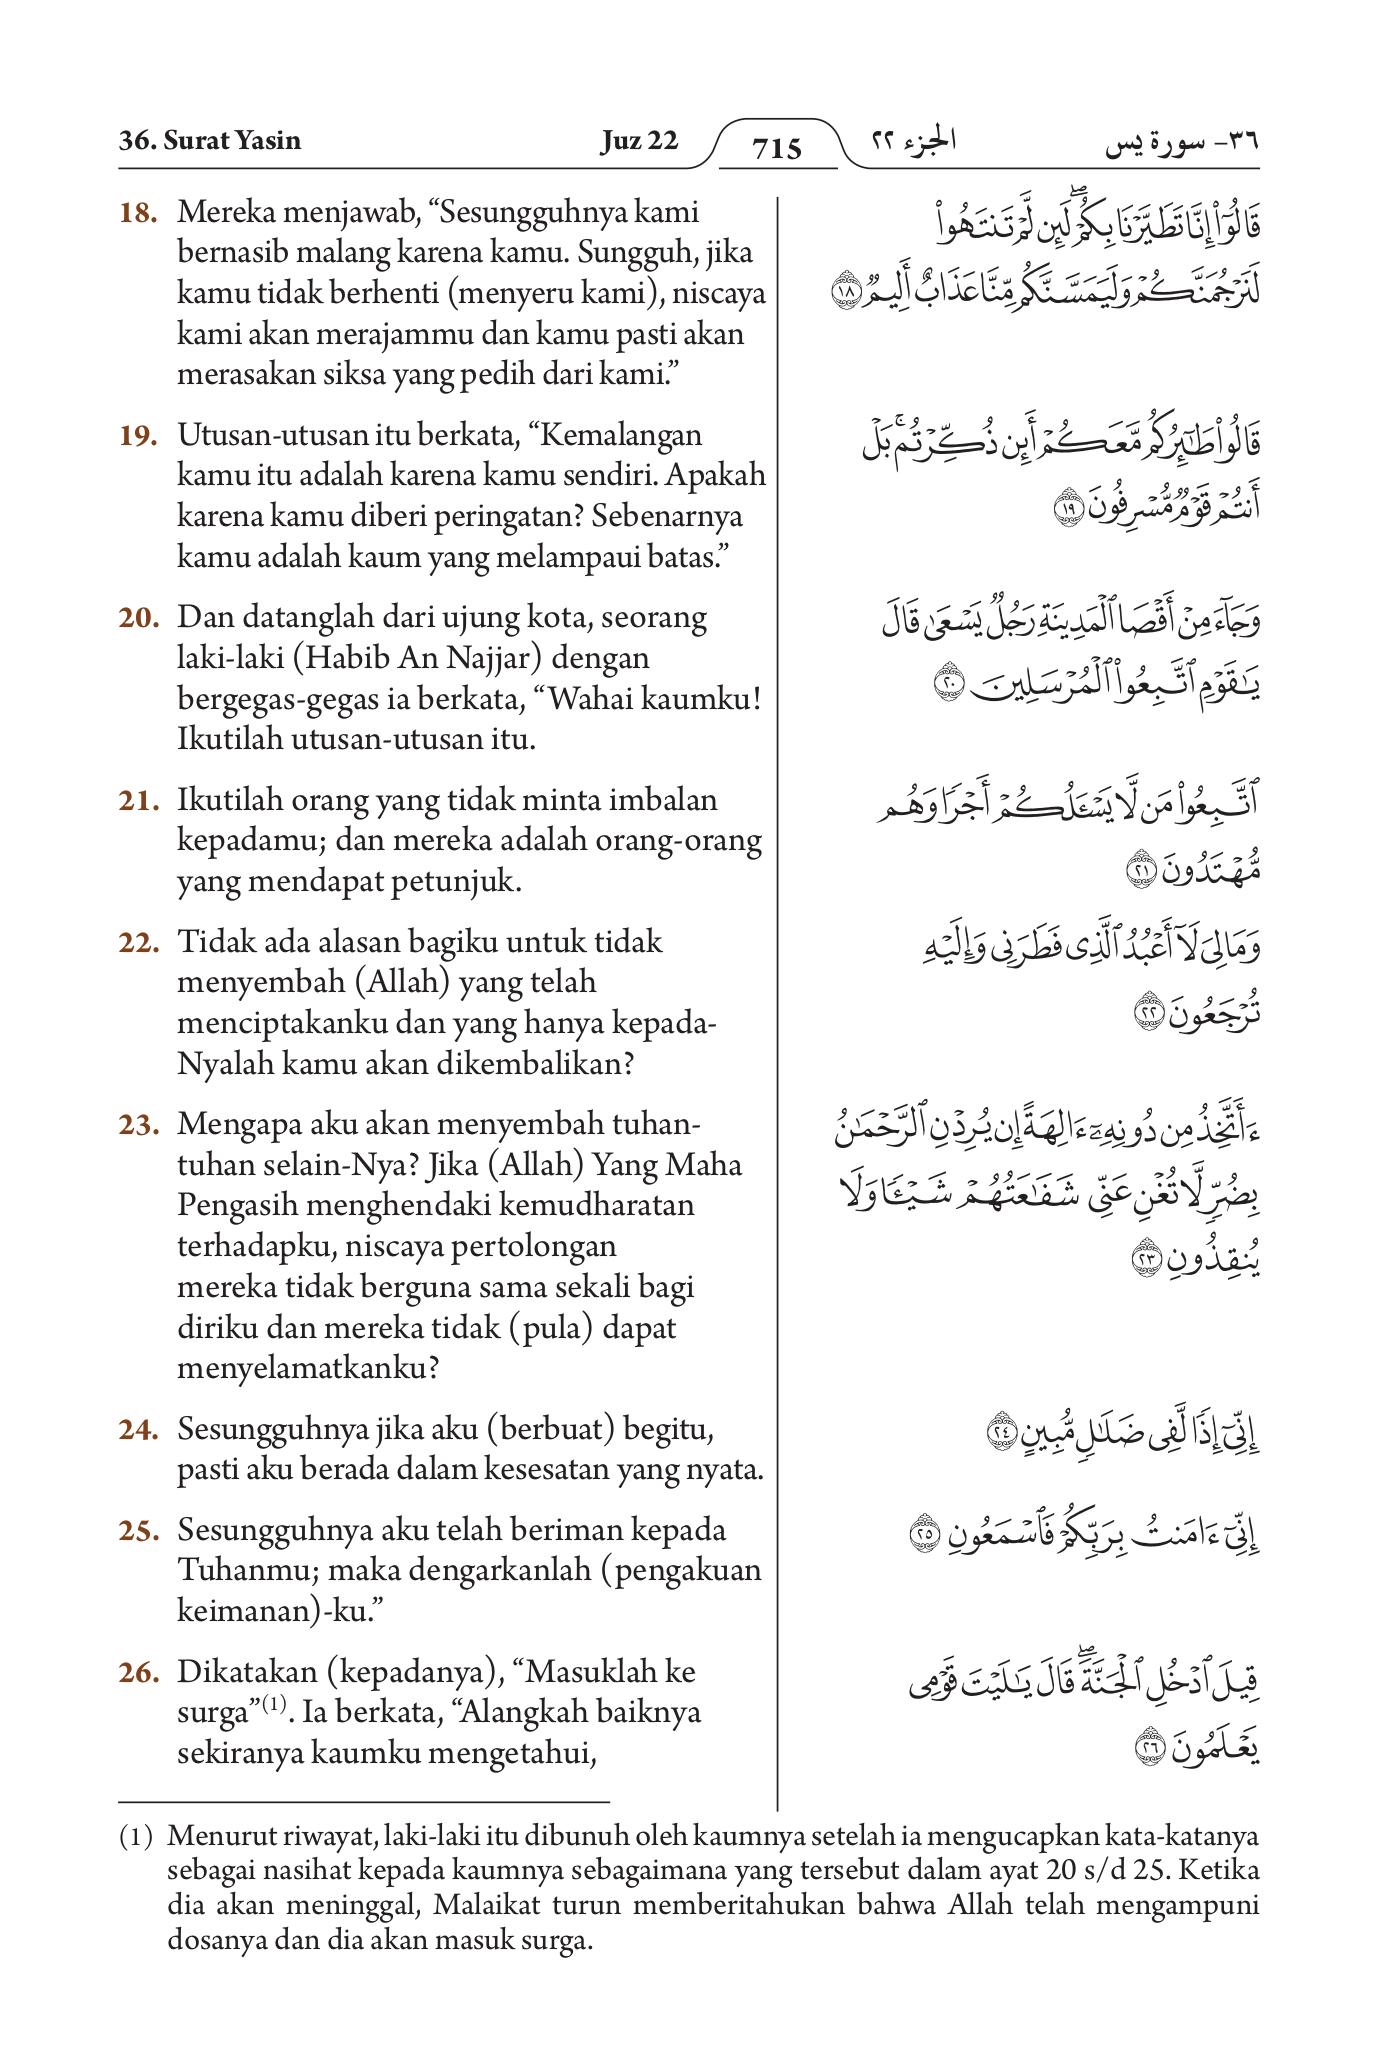 36. Surat Yasin
Juz 22
715
الجزء ٢٢
٣٦- سورة يس
18. Mereka menjawab, “Sesungguhnya kami
bernasib malang karena kamu. Sungguh, jika
kamu tidak berhenti (menyeru kami), niscaya
kami akan merajammu dan kamu pasti akan
merasakan siksa yang pedih dari kami.”
قَالُوٓا۟ إِنَّا تَطَيَّرْنَا بِكُمْ ۖ لَئِن لَّمْ تَنتَهُوا۟
لَنَرْجُمَنَّكُمْ وَلَيَمَسَّنَّكُم مِّنَّا عَذَابٌ أَلِيمٌ ١٨
19. Utusan-utusan itu berkata, “Kemalangan
kamu itu adalah karena kamu sendiri. Apakah
karena kamu diberi peringatan? Sebenarnya
kamu adalah kaum yang melampaui batas.”
قَالُوا۟ طَـٰٓئِرُكُم مَّعَكُمْ ۚ أَئِن ذُكِّرْتُم ۚ بَلْ
أَنتُمْ قَوْمٌ مُّسْرِفُونَ ١٩
20. Dan datanglah dari ujung kota, seorang
laki-laki (Habib An Najjar) dengan
bergegas-gegas ia berkata, “Wahai kaumku!
Ikutilah utusan-utusan itu.
وَجَآءَ مِنْ أَقْصَا ٱلْمَدِينَةِ رَجُلٌ يَسْعَىٰ قَالَ
يَـٰقَوْمِ ٱتَّبِعُوا۟ ٱلْمُرْسَلِينَ ٢٠
21. Ikutilah orang yang tidak minta imbalan
kepadamu; dan mereka adalah orang-orang
yang mendapat petunjuk.
ٱتَّبِعُوا۟ مَن لَّا يَسْـَٔلُكُمْ أَجْرًا وَهُم
مُّهْتَدُونَ ٢١
22. Tidak ada alasan bagiku untuk tidak
menyembah (Allah) yang telah
menciptakanku dan yang hanya kepada-
Nyalah kamu akan dikembalikan?
وَمَا لِىَ لَآ أَعْبُدُ ٱلَّذِى فَطَرَنِى وَإِلَيْهِ
تُرْجَعُونَ ٢٢
23. Mengapa aku akan menyembah tuhan-
tuhan selain-Nya? Jika (Allah) Yang Maha
Pengasih menghendaki kemudharatan
terhadapku, niscaya pertolongan
mereka tidak berguna sama sekali bagi
diriku dan mereka tidak (pula) dapat
menyelamatkanku?
ءَأَتَّخِذُ مِن دُونِهِۦٓ ءَالِهَةً إِن يُرِدْنِ ٱلرَّحْمَـٰنُ
بِضُرٍّ لَّا تُغْنِ عَنِّى شَفَـٰعَتُهُمْ شَيْـًٔا وَلَا
يُنقِذُونِ ٢٣
24. Sesungguhnya jika aku (berbuat) begitu,
pasti aku berada dalam kesesatan yang nyata.
إِنِّىٓ إِذًا لَّفِى ضَلَـٰلٍ مُّبِينٍ ٢٤
25. Sesungguhnya aku telah beriman kepada
Tuhanmu; maka dengarkanlah (pengakuan
keimanan)-ku.”
إِنِّىٓ ءَامَنتُ بِرَبِّكُمْ فَٱسْمَعُونِ ٢٥
26. Dikatakan (kepadanya), “Masuklah ke
surga”(1). Ia berkata, “Alangkah baiknya
sekiranya kaumku mengetahui,
قِيلَ ٱدْخُلِ ٱلْجَنَّةَ ۖ قَالَ يَـٰلَيْتَ قَوْمِى
يَعْلَمُونَ ٢٦
(1) Menurut riwayat, laki-laki itu dibunuh oleh kaumnya setelah ia mengucapkan kata-katanya
sebagai nasihat kepada kaumnya sebagaimana yang tersebut dalam ayat 20 s/d 25. Ketika
dia akan meninggal, Malaikat turun memberitahukan bahwa Allah telah mengampuni
dosanya dan dia akan masuk surga.